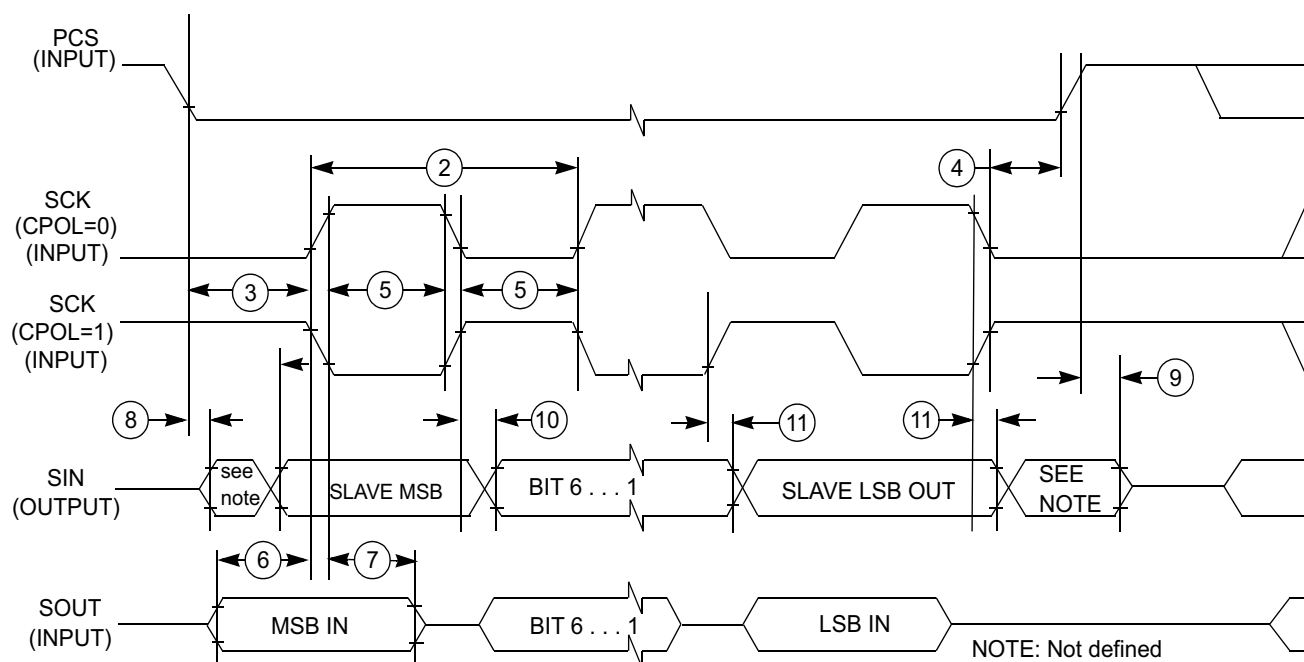 PCS
(INPUT)
2
4
SCK
(CPOL=0)
(INPUT)
3
5
5
SCK
(CPOL=1)
(INPUT)
8
10
11
11
9
SIN
(OUTPUT)
see
note
SLAVE MSB
BIT 6 . . . 1
SLAVE LSB OUT
SEE
NOTE
6
7
SOUT
(INPUT)
MSB IN
BIT 6 . . . 1
LSB IN
NOTE: Not defined